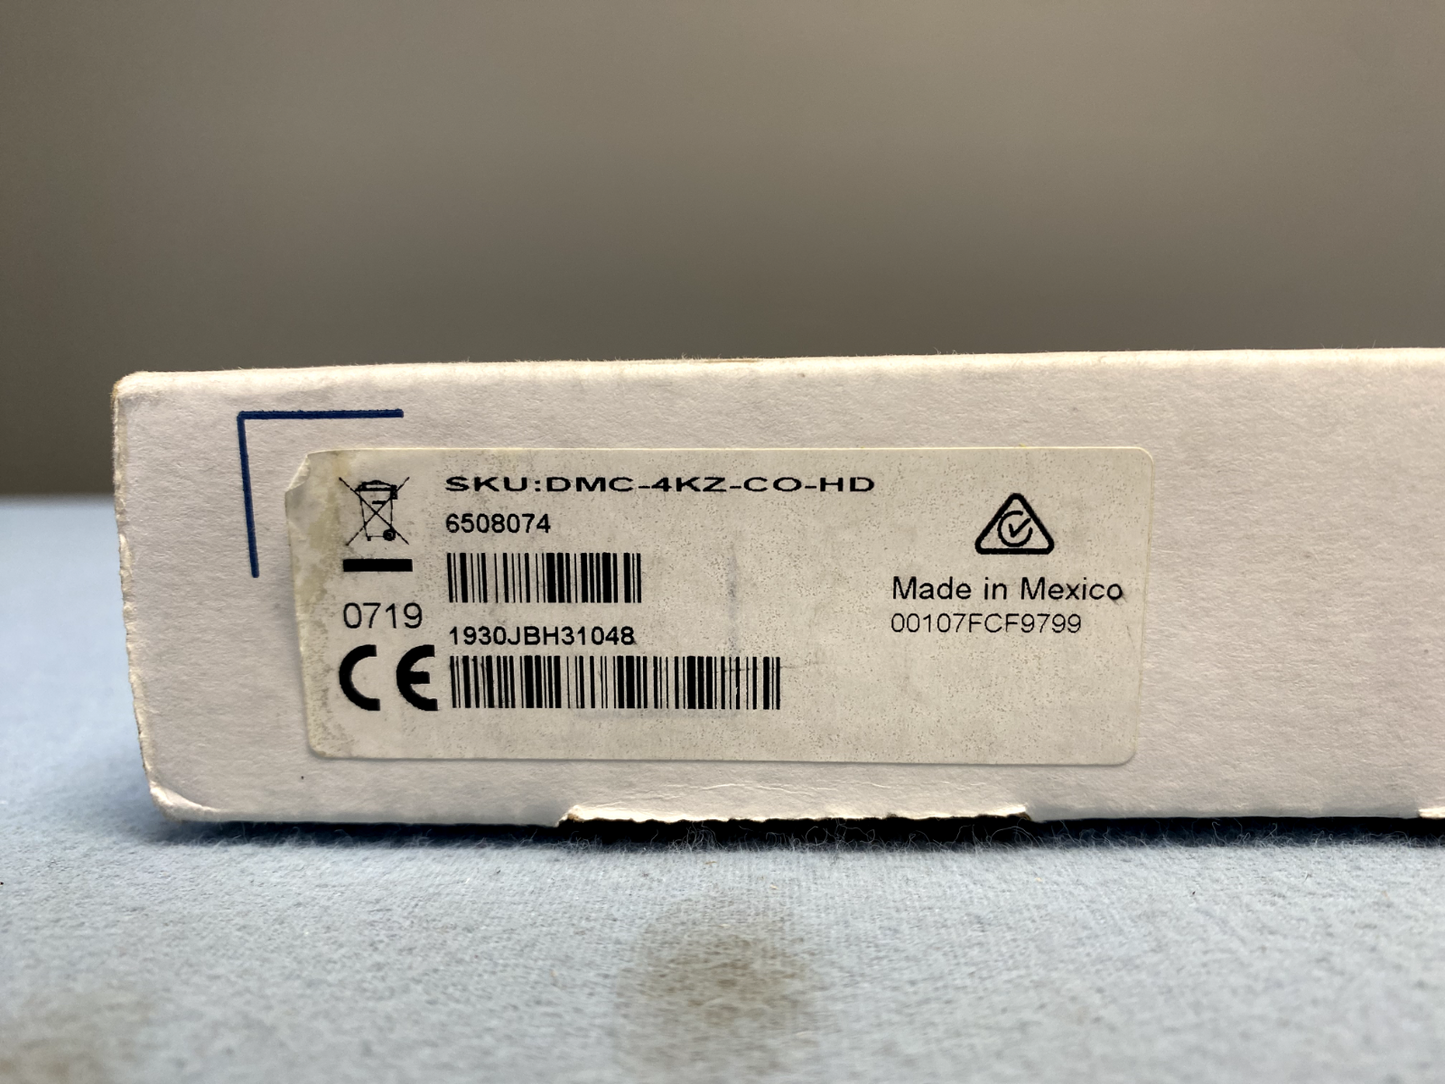 SKU:DMC-4KZ-CO-HD
6508074
0719
1930JBH31048
CE
Made in Mexico
00107FCF9799